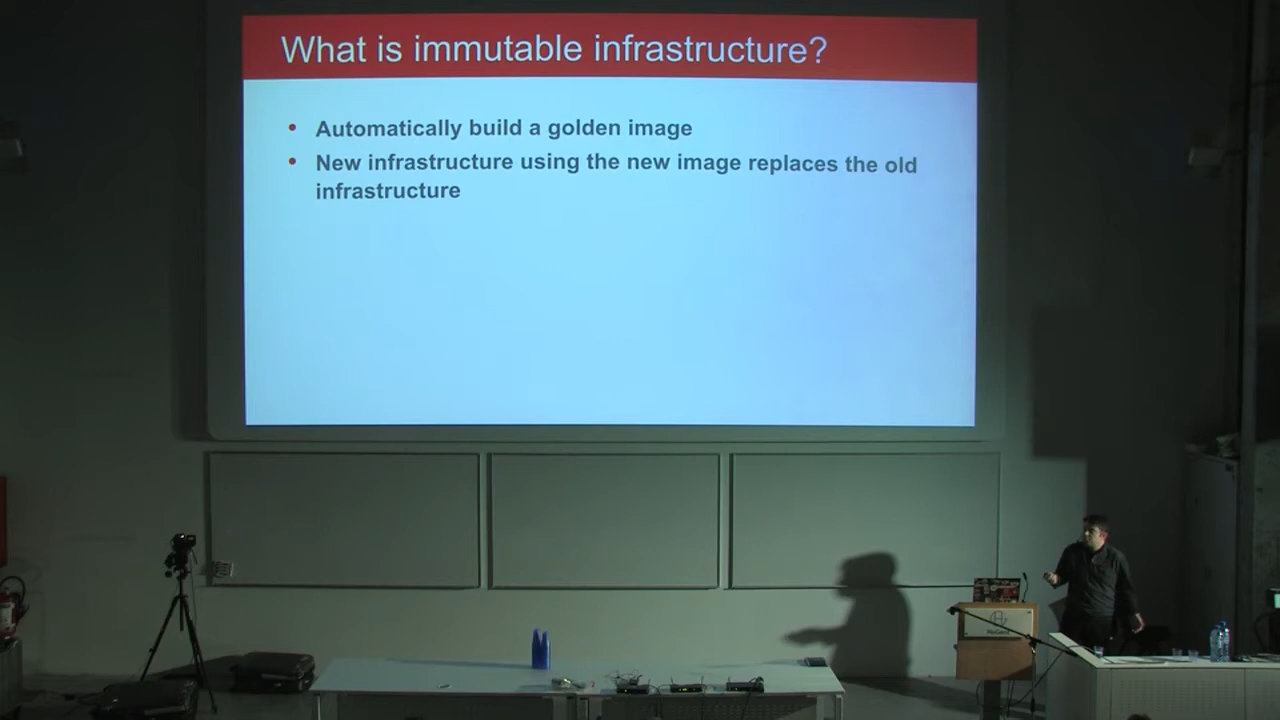 What is immutable infrastructure?
• Automatically build a golden image
• New infrastructure using the new image replaces the old
infrastructure